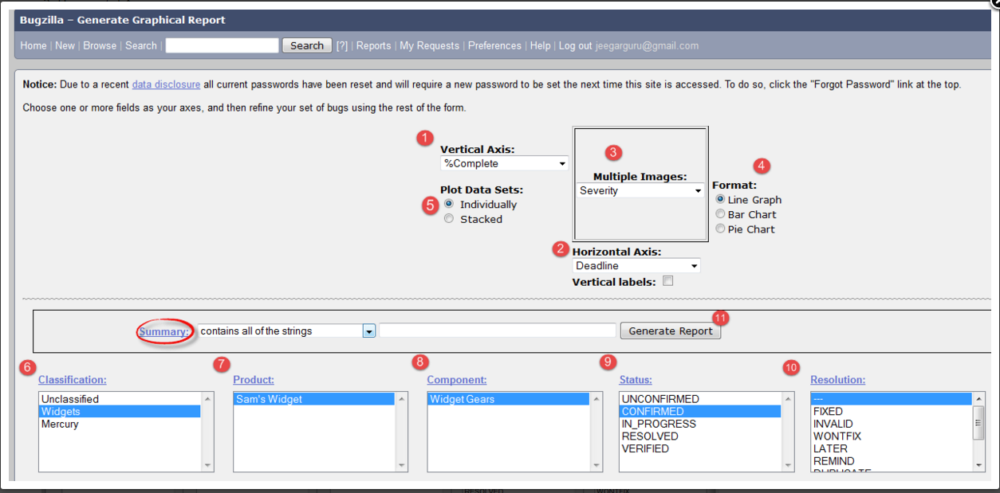 Bugzilla – Generate Graphical Report
Home | New | Browse | Search | Search [?] | Reports | My Requests | Preferences | Help | Log out jeegarguru@gmail.com
Notice: Due to a recent data disclosure all current passwords have been reset and will require a new password to be set the next time this site is accessed. To do so, click the "Forgot Password" link at the top.
Choose one or more fields as your axes, and then refine your set of bugs using the rest of the form.
1
Vertical Axis:
%Complete
Plot Data Sets:
5
Individually
Stacked
3
Multiple Images:
Severity
4
Format:
Line Graph
Bar Chart
Pie Chart
2
Horizontal Axis:
Deadline
Vertical labels:
Summary: contains all of the strings Generate Report
11
6
Classification:
Unclassified
Widgets
Mercury
7
Product:
Sam's Widget
8
Component:
Widget Gears
9
Status:
UNCONFIRMED
CONFIRMED
IN_PROGRESS
RESOLVED
VERIFIED
10
Resolution:
---
FIXED
INVALID
WONTFIX
LATER
REMIND
DUPLICATE
RESOLVED
WONTFIX